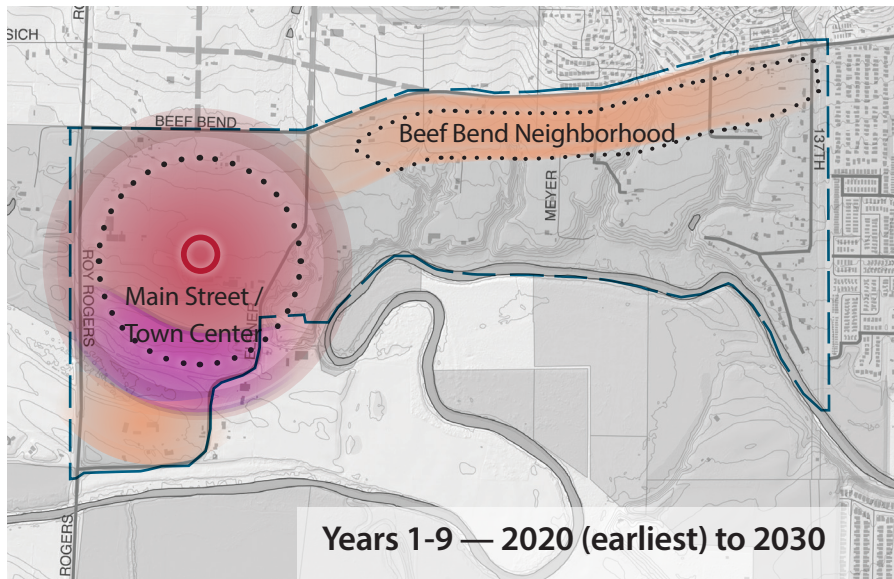 SICH
RO
BEEF BEND
Beef Bend Neighborhood
137TH
MEYER
ROY ROGERS
Main Street /
Town Center
ROGERS
Years 1-9 — 2020 (earliest) to 2030